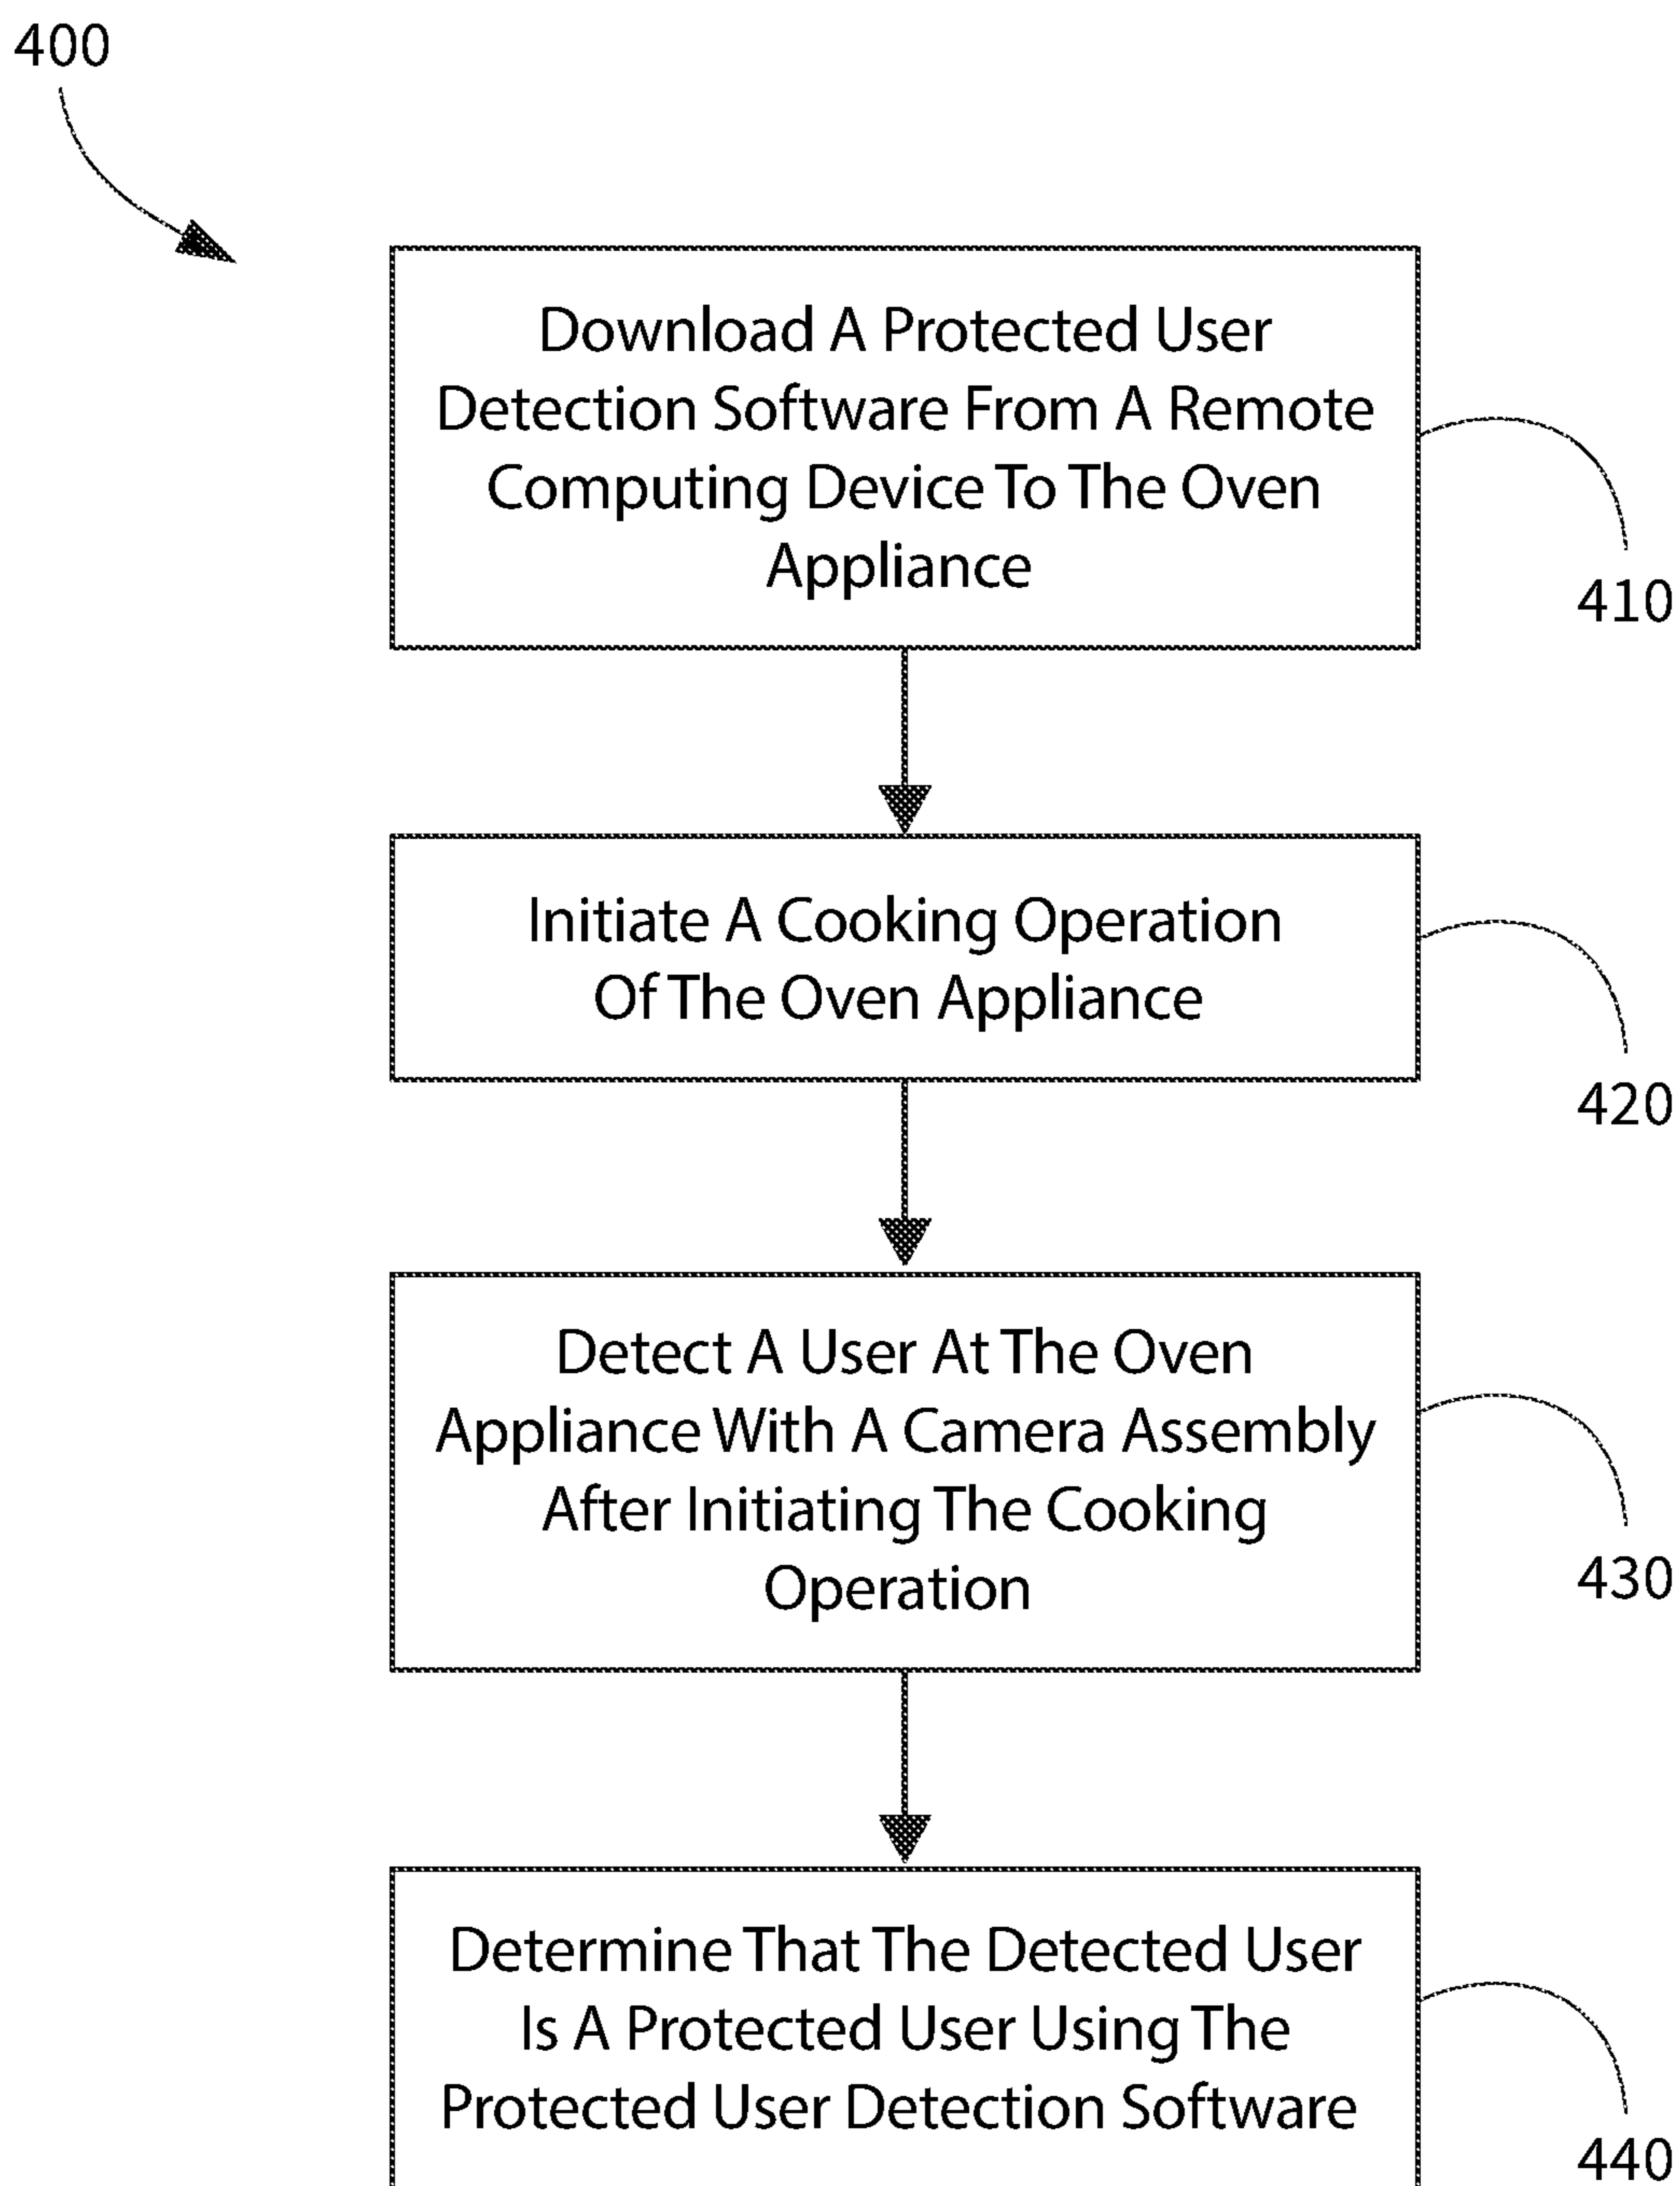 400
Download A Protected User
Detection Software From A Remote
Computing Device To The Oven
Appliance
410
Initiate A Cooking Operation
Of The Oven Appliance
420
Detect A User At The Oven
Appliance With A Camera Assembly
After Initiating The Cooking
Operation
430
Determine That The Detected User
Is A Protected User Using The
Protected User Detection Software
440